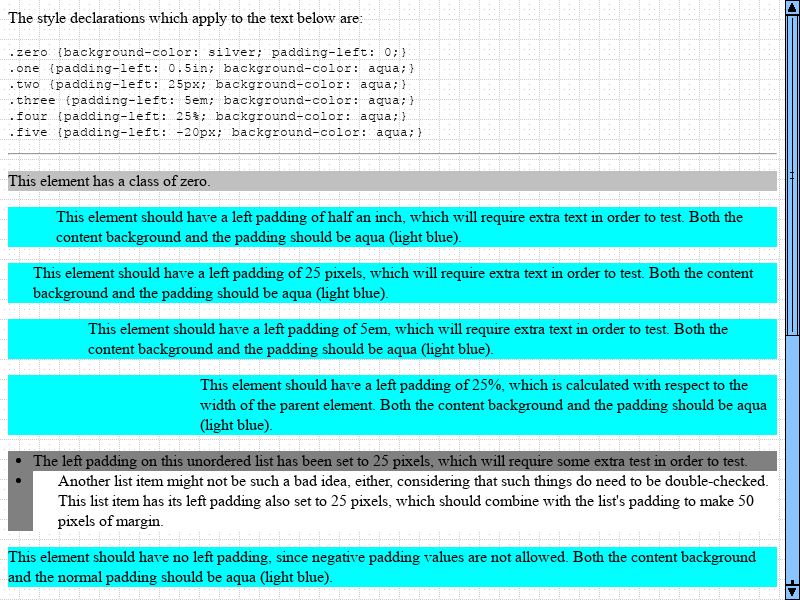 The style declarations which apply to the text below are:
.zero {background-color: silver; padding-left: 0;}
.one {padding-left: 0.5in; background-color: aqua;}
.two {padding-left: 25px; background-color: aqua;}
.three {padding-left: 5em; background-color: aqua;}
.four {padding-left: 25%; background-color: aqua;}
.five {padding-left: -20px; background-color: aqua;}
This element has a class of zero.
This element should have a left padding of half an inch, which will require extra text in order to test. Both the
content background and the padding should be aqua (light blue).
This element should have a left padding of 25 pixels, which will require extra text in order to test. Both the content
background and the padding should be aqua (light blue).
This element should have a left padding of 5em, which will require extra text in order to test. Both the
content background and the padding should be aqua (light blue).
This element should have a left padding of 25%, which is calculated with respect to the
width of the parent element. Both the content background and the padding should be aqua
(light blue).
• The left padding on this unordered list has been set to 25 pixels, which will require some extra test in order to test.
• Another list item might not be such a bad idea, either, considering that such things do need to be double-checked.
This list item has its left padding also set to 25 pixels, which should combine with the list's padding to make 50
pixels of margin.
This element should have no left padding, since negative padding values are not allowed. Both the content background
and the normal padding should be aqua (light blue).